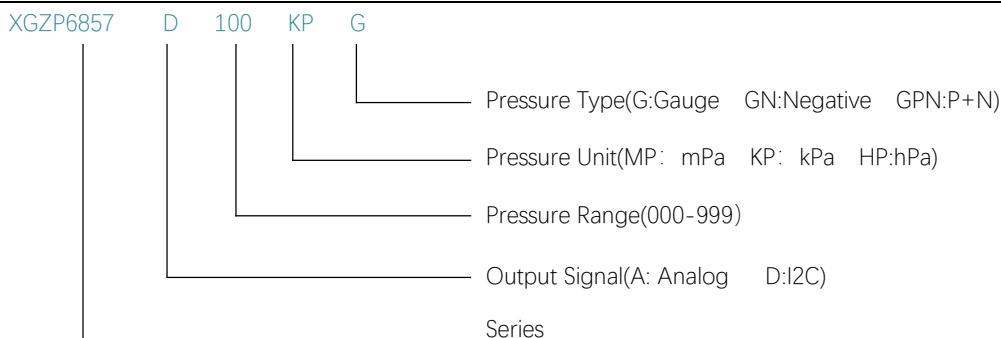 XGZP6857 D 100 KP G
Pressure Type(G:Gauge GN:Negative GPN:P+N)
Pressure Unit(MP：mPa KP：kPa HP:hPa)
Pressure Range(000-999）
Output Signal(A: Analog D:I2C)
Series